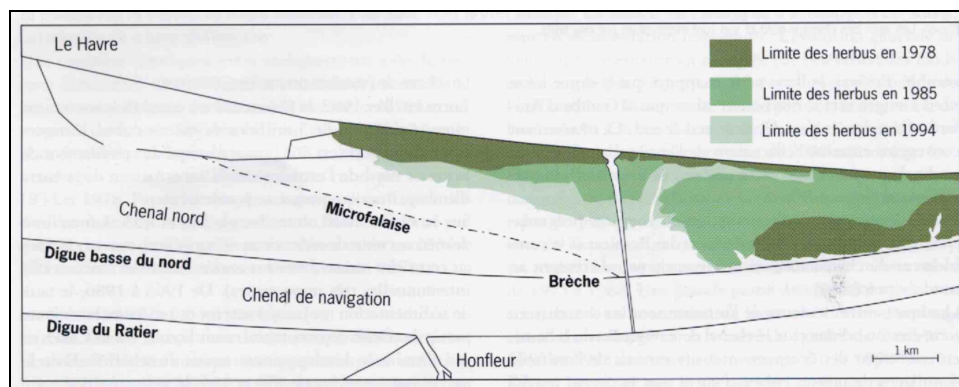 Le Havre
Limite des herbus en 1978
Limite des herbus en 1985
Limite des herbus en 1994
Chenal nord
Microfalaise
Digue basse du nord
Brèche
Chenal de navigation
Digue du Ratier
Honfleur
1 km